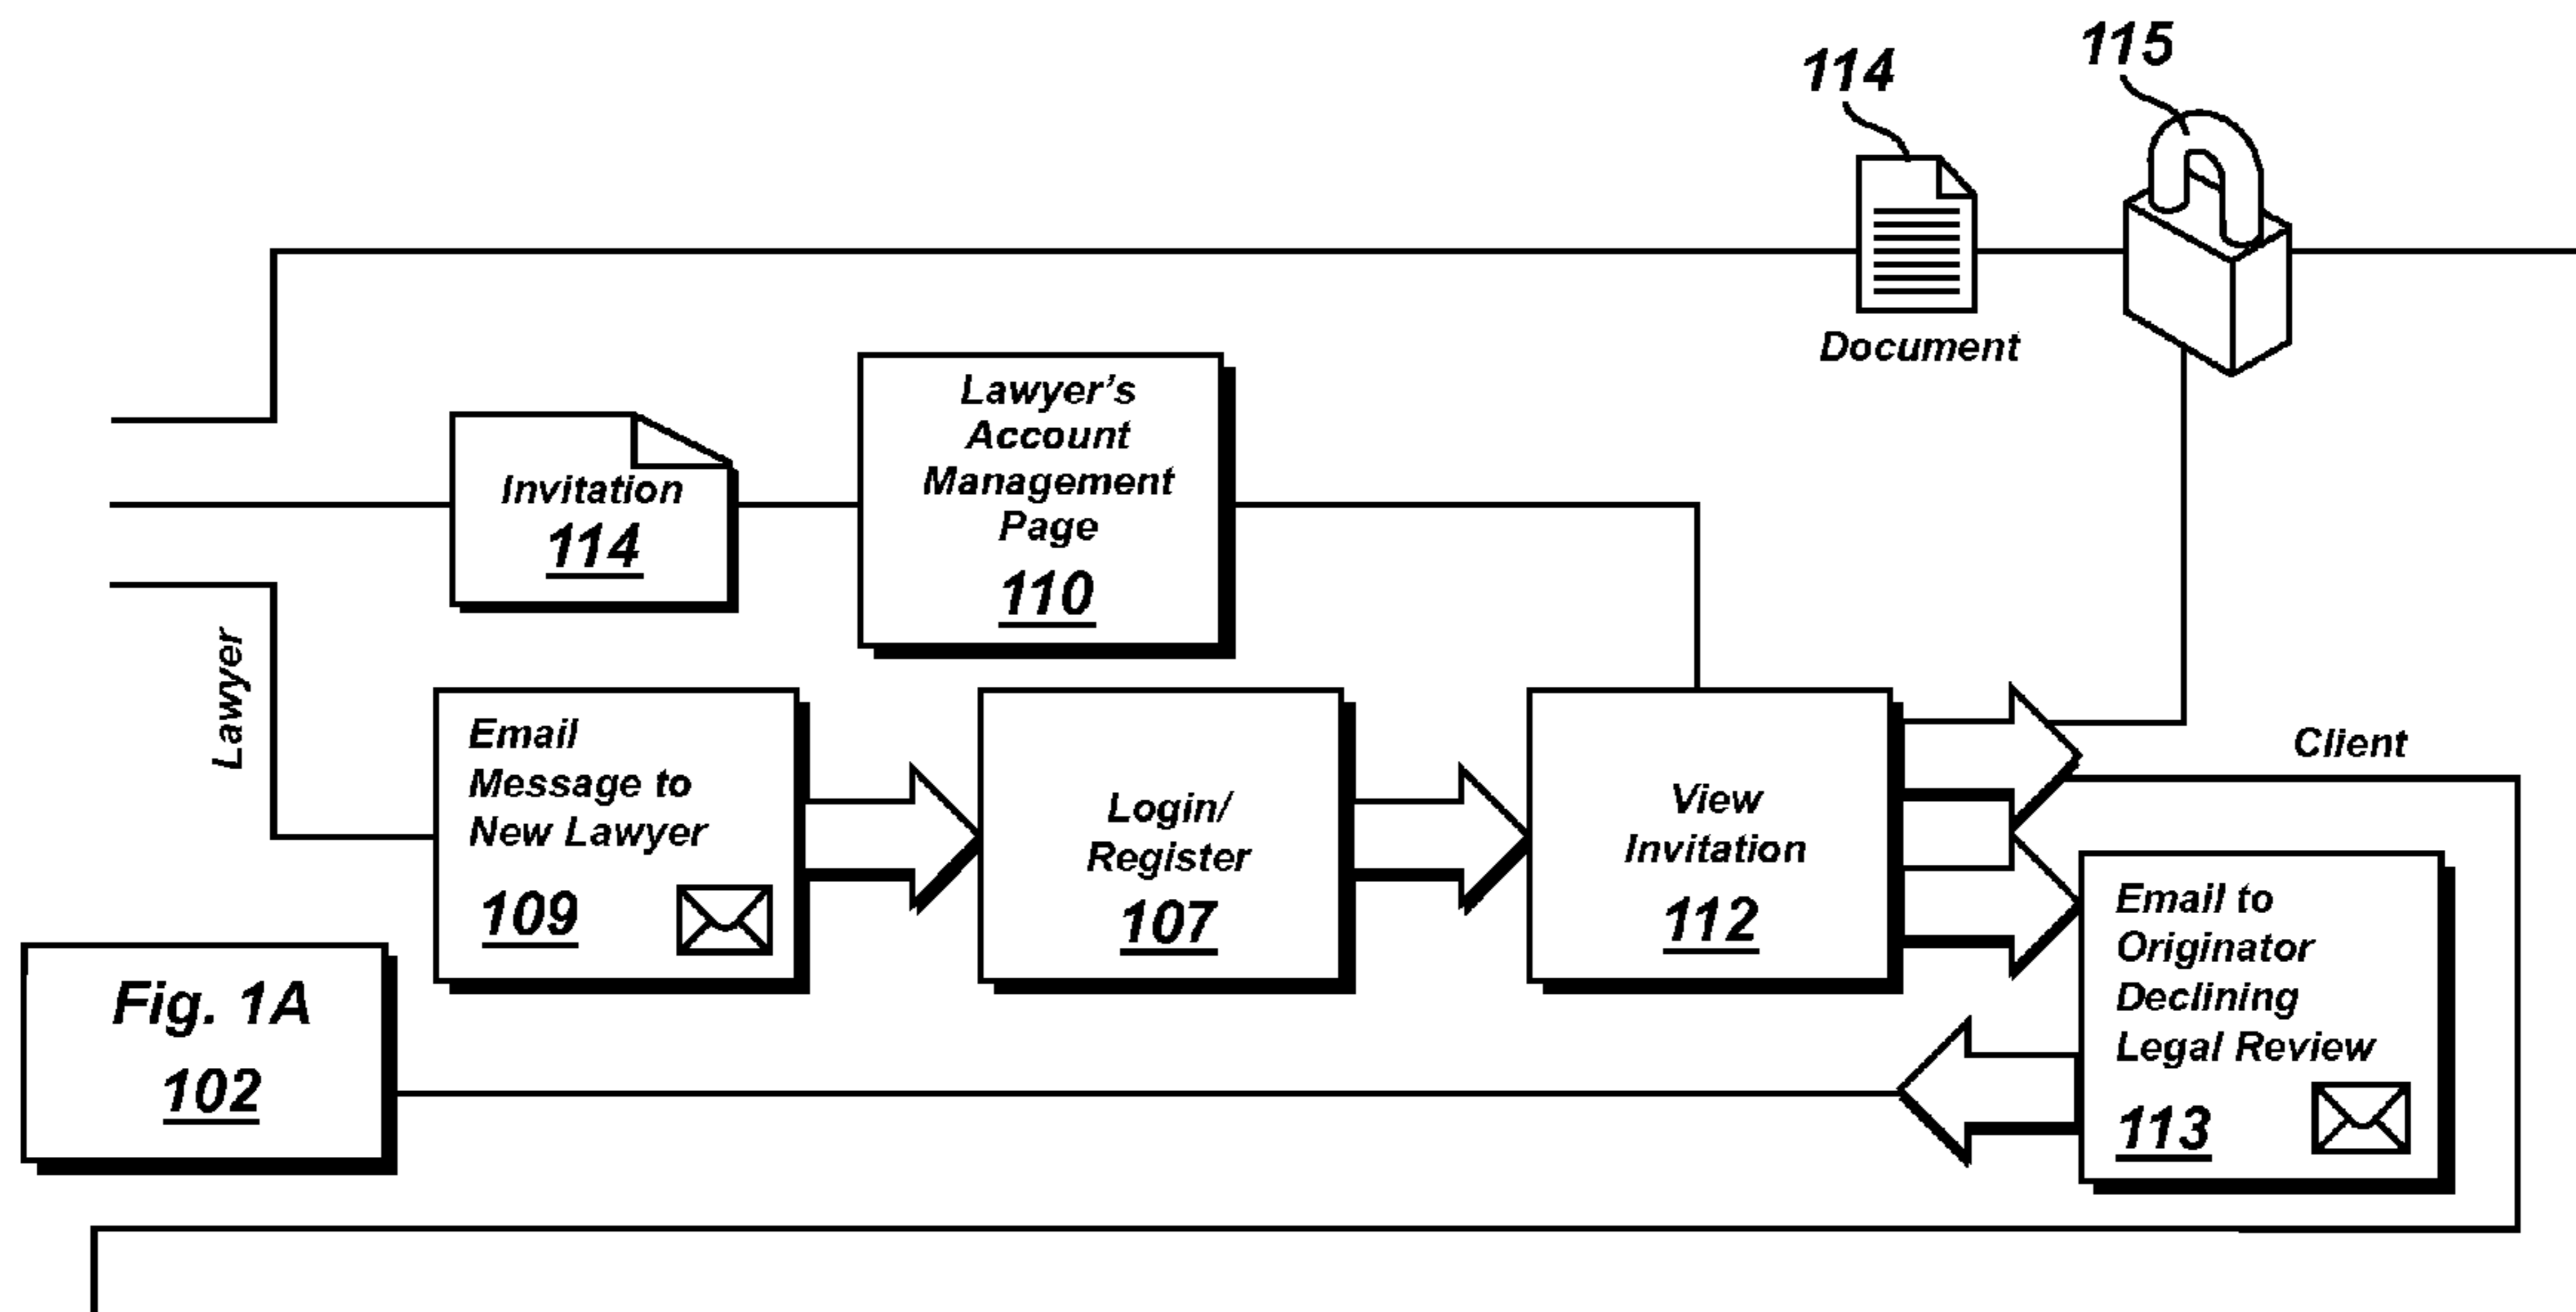 115
114
Document
Lawyer's
Account
Management
Page
110
Invitation
114
Lawyer
Email
Message to
New Lawyer
109
Login/
Register
107
View
Invitation
112
Client
Email to
Originator
Declining
Legal Review
113
Fig. 1A
102